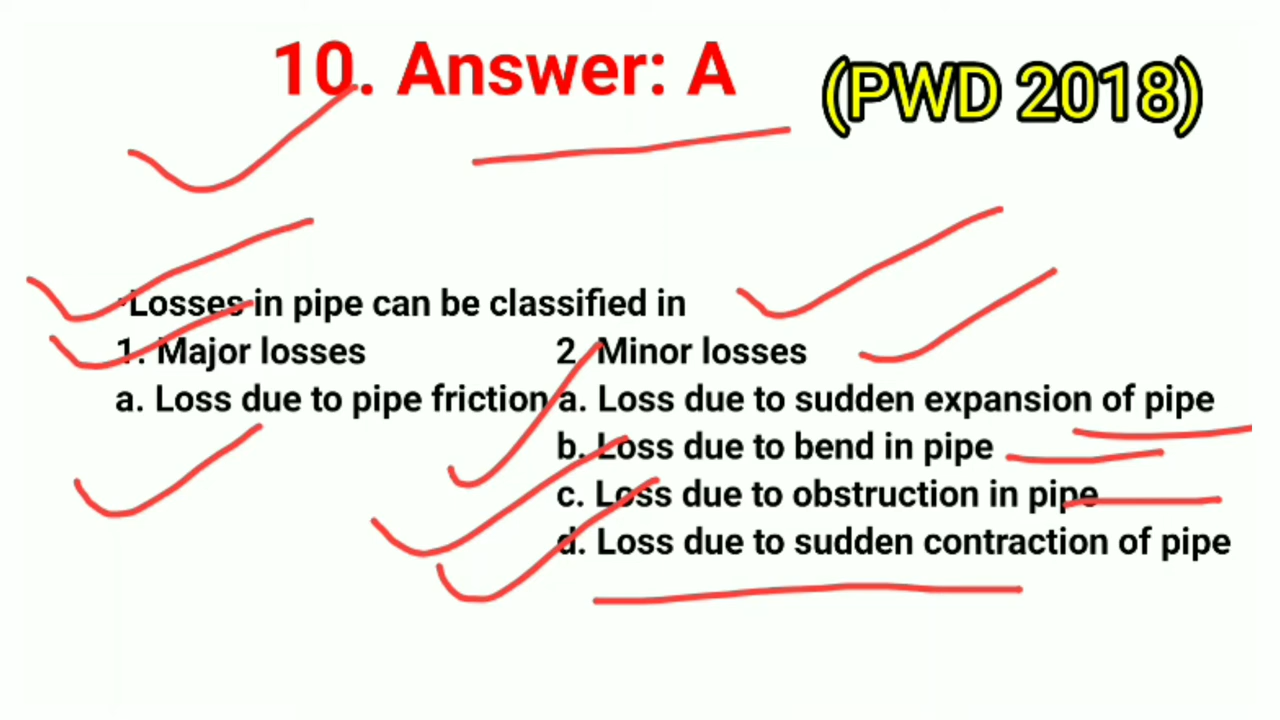 10. Answer: A
(PWD 2018)
·Losses in pipe can be classified in
1. Major losses 2. Minor losses
a. Loss due to pipe friction a. Loss due to sudden expansion of pipe
b. Loss due to bend in pipe
c. Loss due to obstruction in pipe
d. Loss due to sudden contraction of pipe